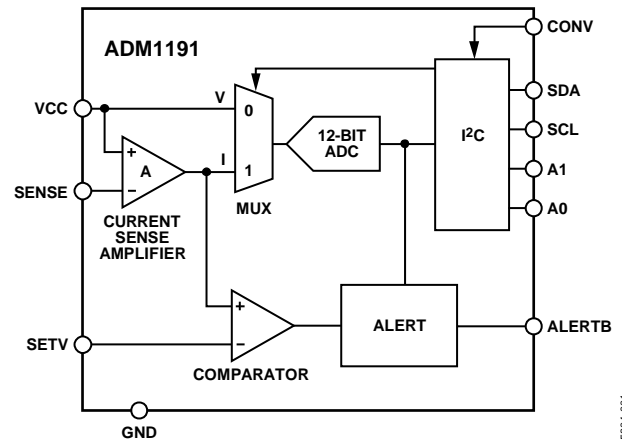 ADM1191
CONV
VCC
V
0
I
1
MUX
A
+
−
CURRENT
SENSE
AMPLIFIER
SENSE
12-BIT
ADC
I²C
SDA
SCL
A1
A0
SETV
+
−
COMPARATOR
ALERT
ALERTB
GND